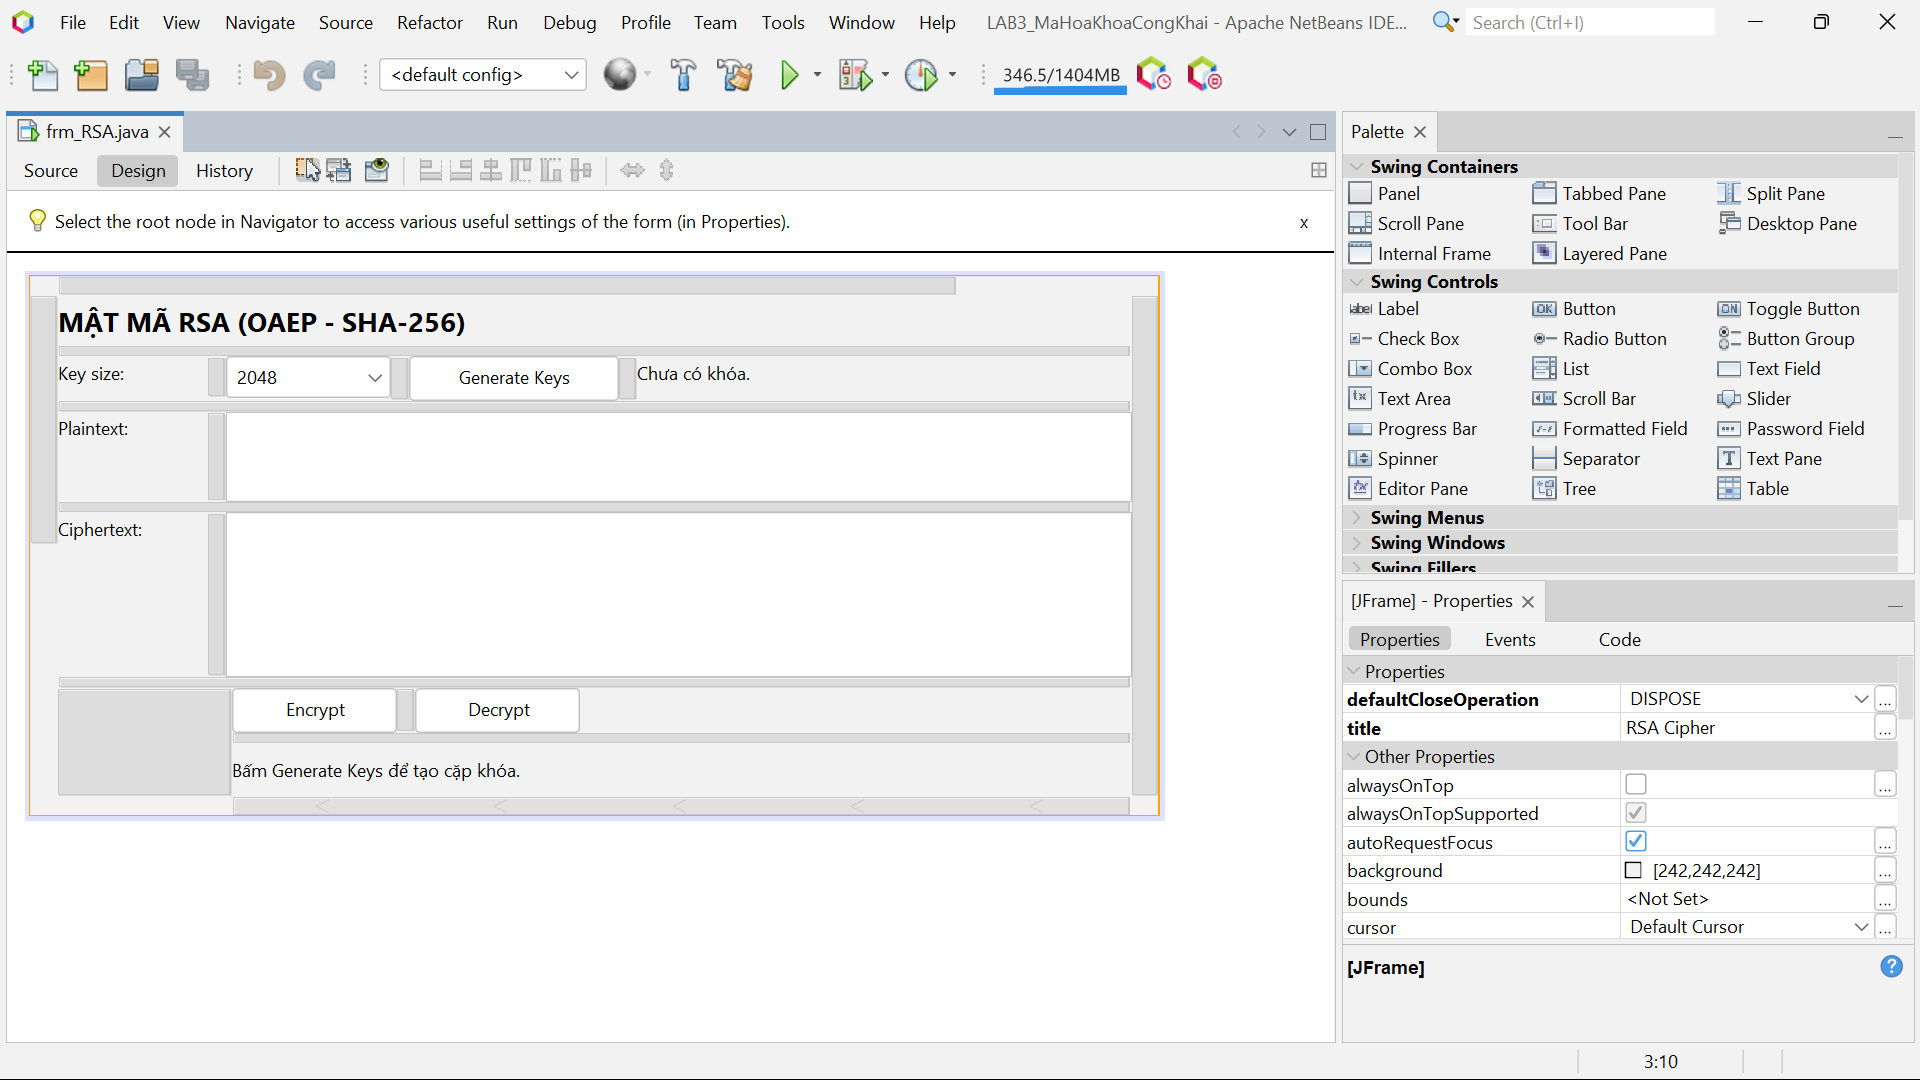 File Edit View Navigate Source Refactor Run Debug Profile Team Tools Window Help LAB3_MaHoaKhoaCongKhai - Apache NetBeans IDE... Search (Ctrl+I)
<default config> 346.5/1404MB
frm_RSA.java
Source Design History
Select the root node in Navigator to access various useful settings of the form (in Properties). x
MẬT MÃ RSA (OAEP - SHA-256)
Key size: 2048 Generate Keys Chưa có khóa.
Plaintext:
Ciphertext:
Encrypt Decrypt
Bấm Generate Keys để tạo cặp khóa.
Palette
Swing Containers
Panel Tabbed Pane Split Pane
Scroll Pane Tool Bar Desktop Pane
Internal Frame Layered Pane
Swing Controls
Label Button Toggle Button
Check Box Radio Button Button Group
Combo Box List Text Field
Text Area Scroll Bar Slider
Progress Bar Formatted Field Password Field
Spinner Separator Text Pane
Editor Pane Tree Table
Swing Menus
Swing Windows
Swing Fillers
[JFrame] - Properties
Properties Events Code
Properties
defaultCloseOperation DISPOSE ...
title RSA Cipher ...
Other Properties
alwaysOnTop ...
alwaysOnTopSupported
autoRequestFocus ...
background [242,242,242] ...
bounds <Not Set> ...
cursor Default Cursor ...
[JFrame]
3:10